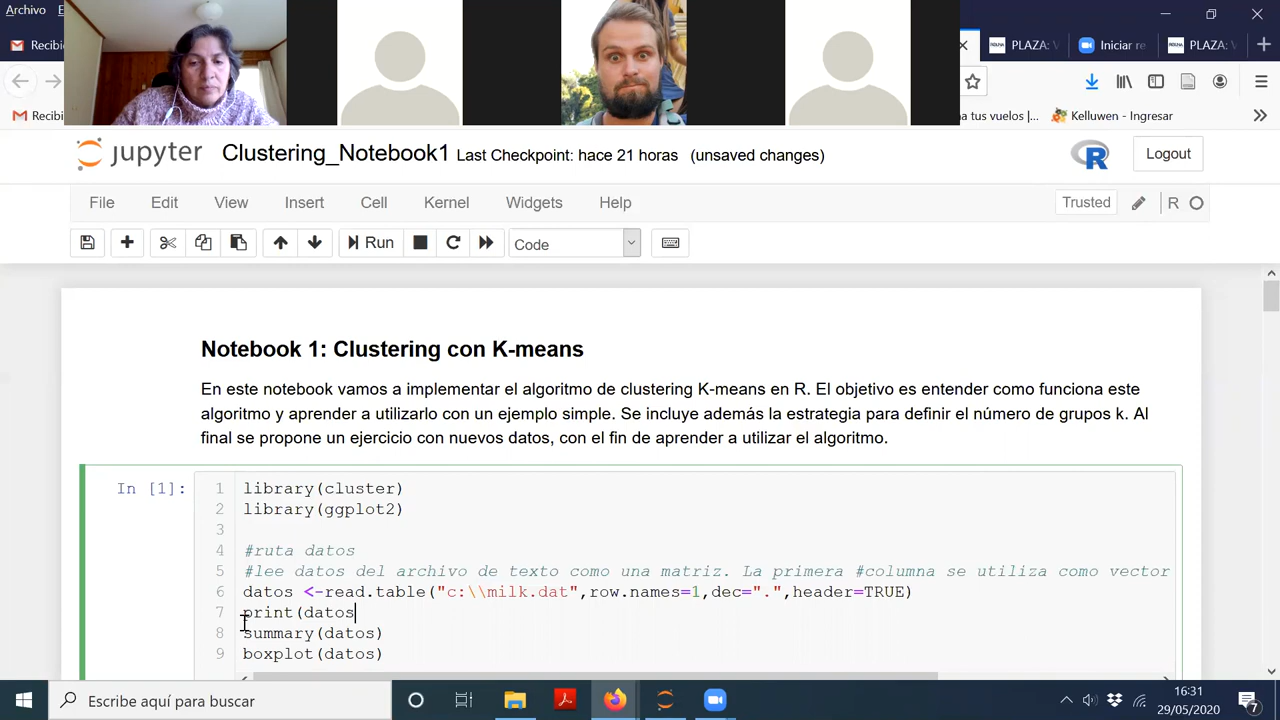 Archivo
E
Recibi
PLAZA: V
Iniciar re
PLAZA: V
Recibi
na tus vuelos |...
Kelluwen - Ingresar
jupyter
Clustering_Notebook1
Last Checkpoint: hace 21 horas
(unsaved changes)
R
Logout
File
Edit
View
Insert
Cell
Kernel
Widgets
Help
Trusted
R
Run
Code
Notebook 1: Clustering con K-means
En este notebook vamos a implementar el algoritmo de clustering K-means en R. El objetivo es entender como funciona este
algoritmo y aprender a utilizarlo con un ejemplo simple. Se incluye además la estrategia para definir el número de grupos k. Al
final se propone un ejercicio con nuevos datos, con el fin de aprender a utilizar el algoritmo.
In [1]:
1 library(cluster)
2 library(ggplot2)
3
4 #ruta datos
5 #lee datos del archivo de texto como una matriz. La primera #columna se utiliza como vector
6 datos <-read.table("c:\\milk.dat",row.names=1,dec=".",header=TRUE)
7 print(datos
8 summary(datos)
9 boxplot(datos)
Escribe aquí para buscar
16:31
29/05/2020
7